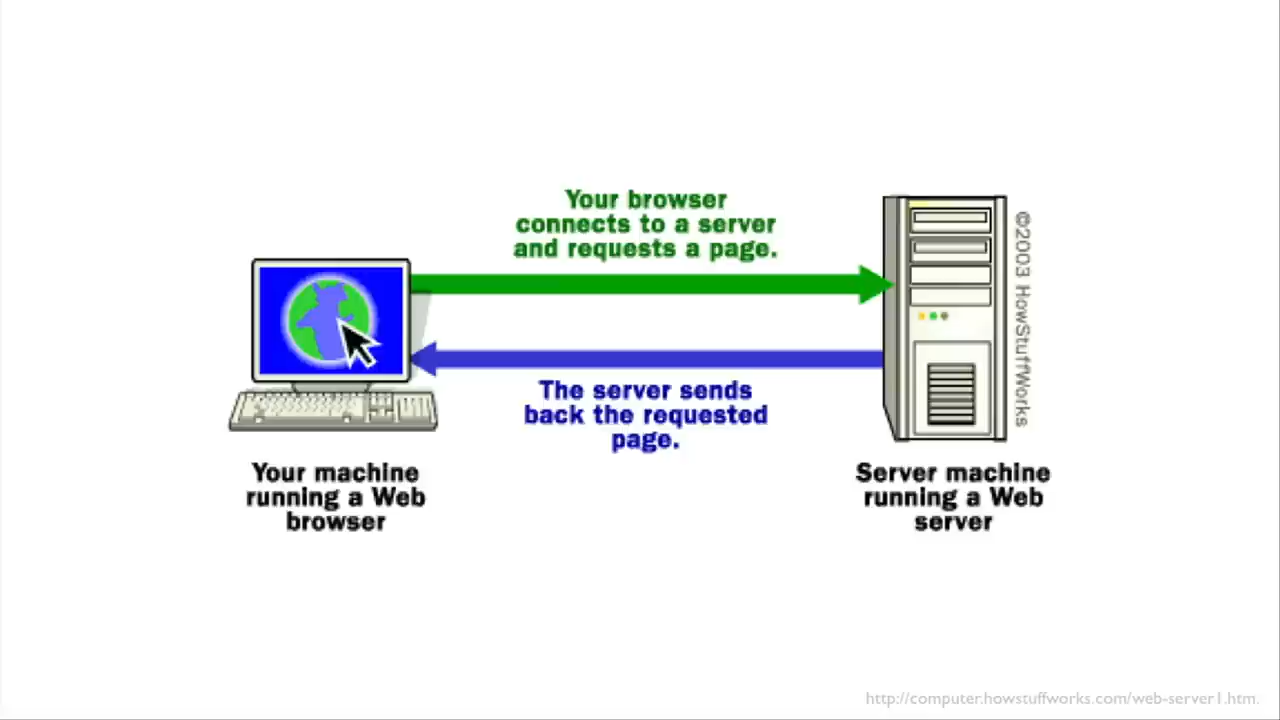 Your browser
connects to a server
and requests a page.
The server sends
back the requested
page.
Your machine
running a Web
browser
Server machine
running a Web
server
©2003 HowStuffWorks
http://computer.howstuffworks.com/web-server1.htm.